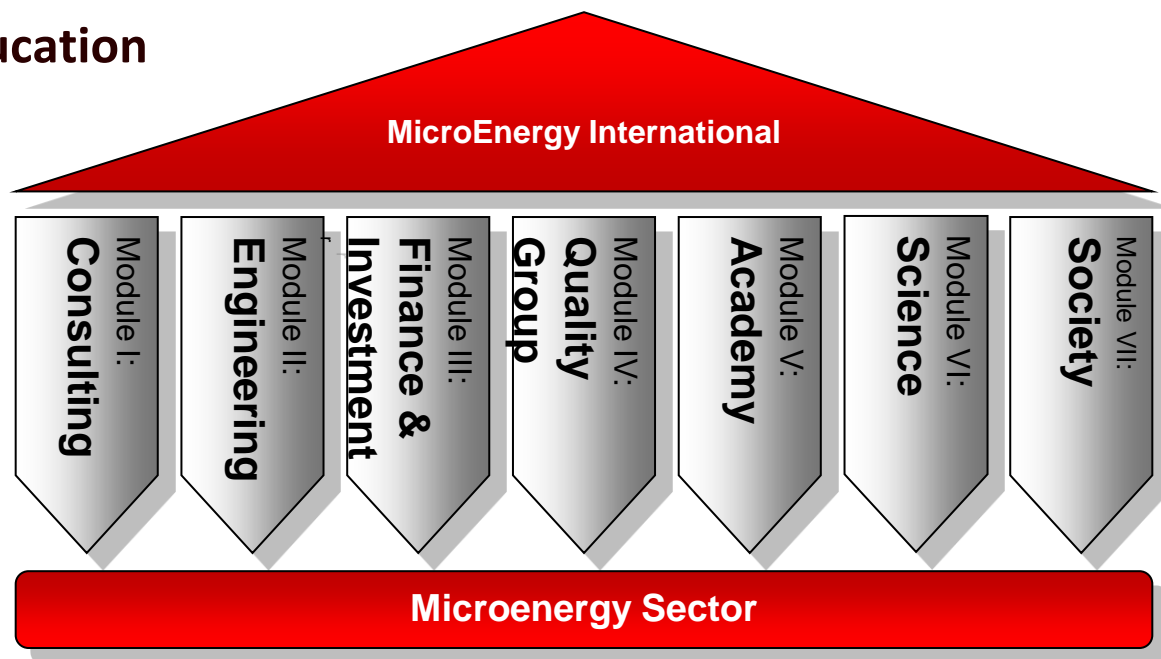 ucation
MicroEnergy International
Module I:
Consulting
Module II:
Engineering
Module III:
Finance &
Investment
Module IV:
Quality
Group
Module V:
Academy
Module VI:
Science
Module VII:
Society
Microenergy Sector